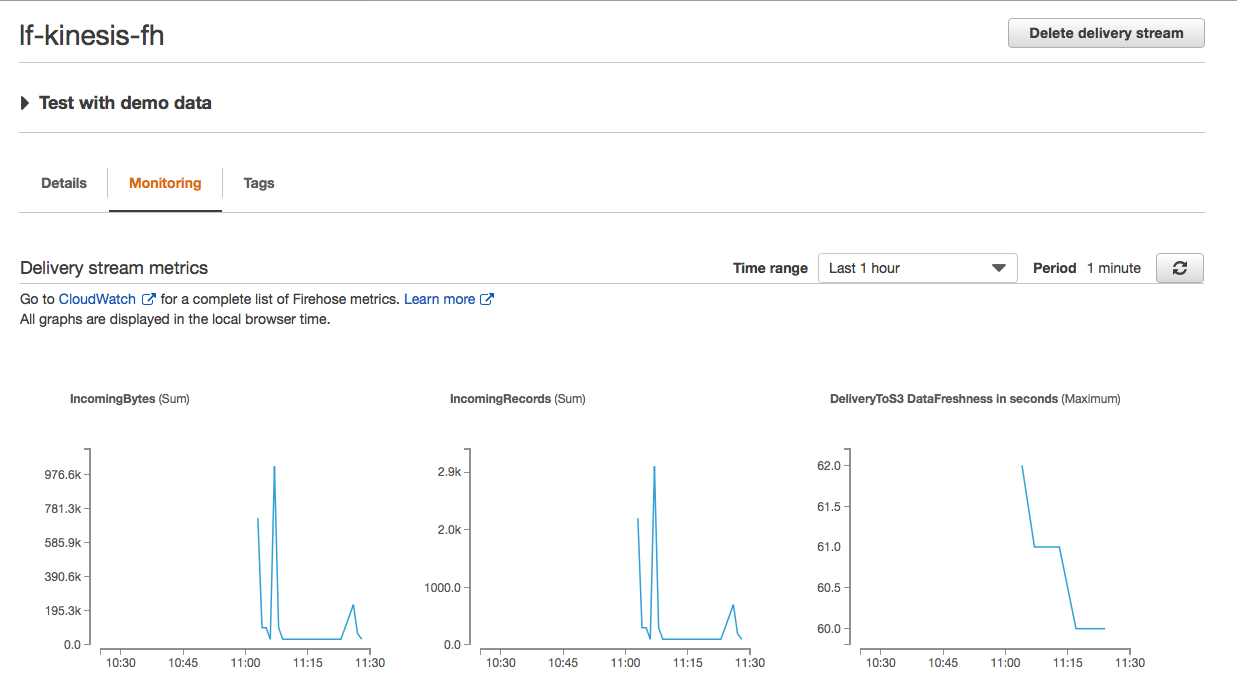 lf-kinesis-fh
Delete delivery stream
Test with demo data
Details
Monitoring
Tags
Delivery stream metrics
Time range
Last 1 hour
Period 1 minute
Go to CloudWatch for a complete list of Firehose metrics. Learn more
All graphs are displayed in the local browser time.
IncomingBytes (Sum)
976.6k
781.3k
585.9k
390.6k
195.3k
0.0
10:30 10:45 11:00 11:15 11:30
IncomingRecords (Sum)
2.9k
2.0k
1000.0
0.0
10:30 10:45 11:00 11:15 11:30
DeliveryToS3 DataFreshness in seconds (Maximum)
62.0
61.5
61.0
60.5
60.0
10:30 10:45 11:00 11:15 11:30